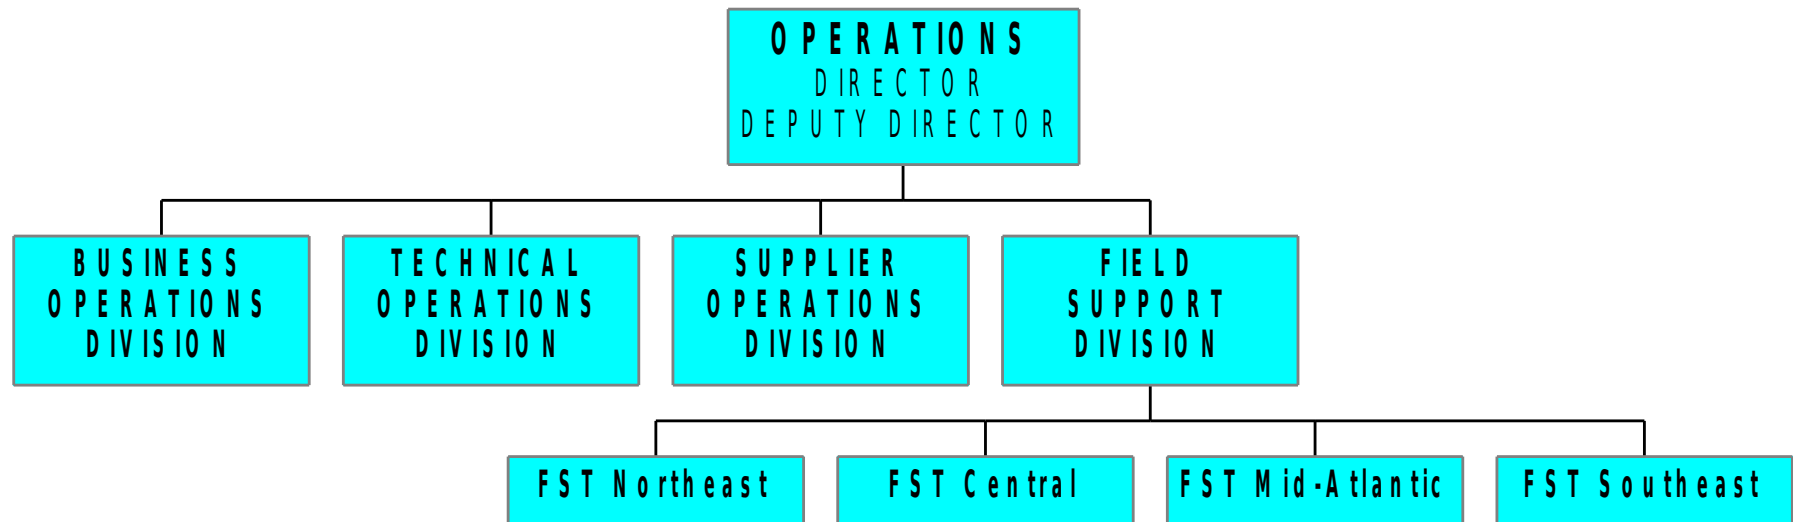 OPERATIONS
DIRECTOR
DEPUTY DIRECTOR
BUSINESS
OPERATIONS
DIVISION
TECHNICAL
OPERATIONS
DIVISION
SUPPLIER
OPERATIONS
DIVISION
FIELD
SUPPORT
DIVISION
FST Northeast
FST Central
FST Mid-Atlantic
FST Southeast